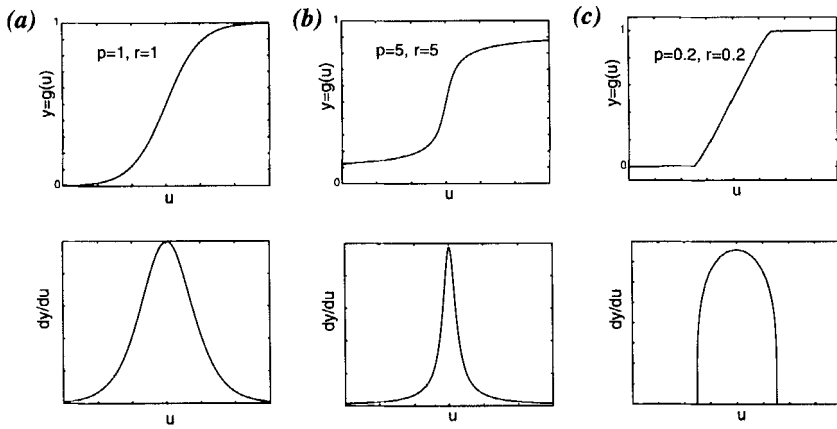 (a)
1
p=1, r=1
y=g(u)
0
u
(b)
1
p=5, r=5
y=g(u)
0
u
(c)
1
p=0.2, r=0.2
y=g(u)
0
u
dy/du
u
dy/du
u
dy/du
u